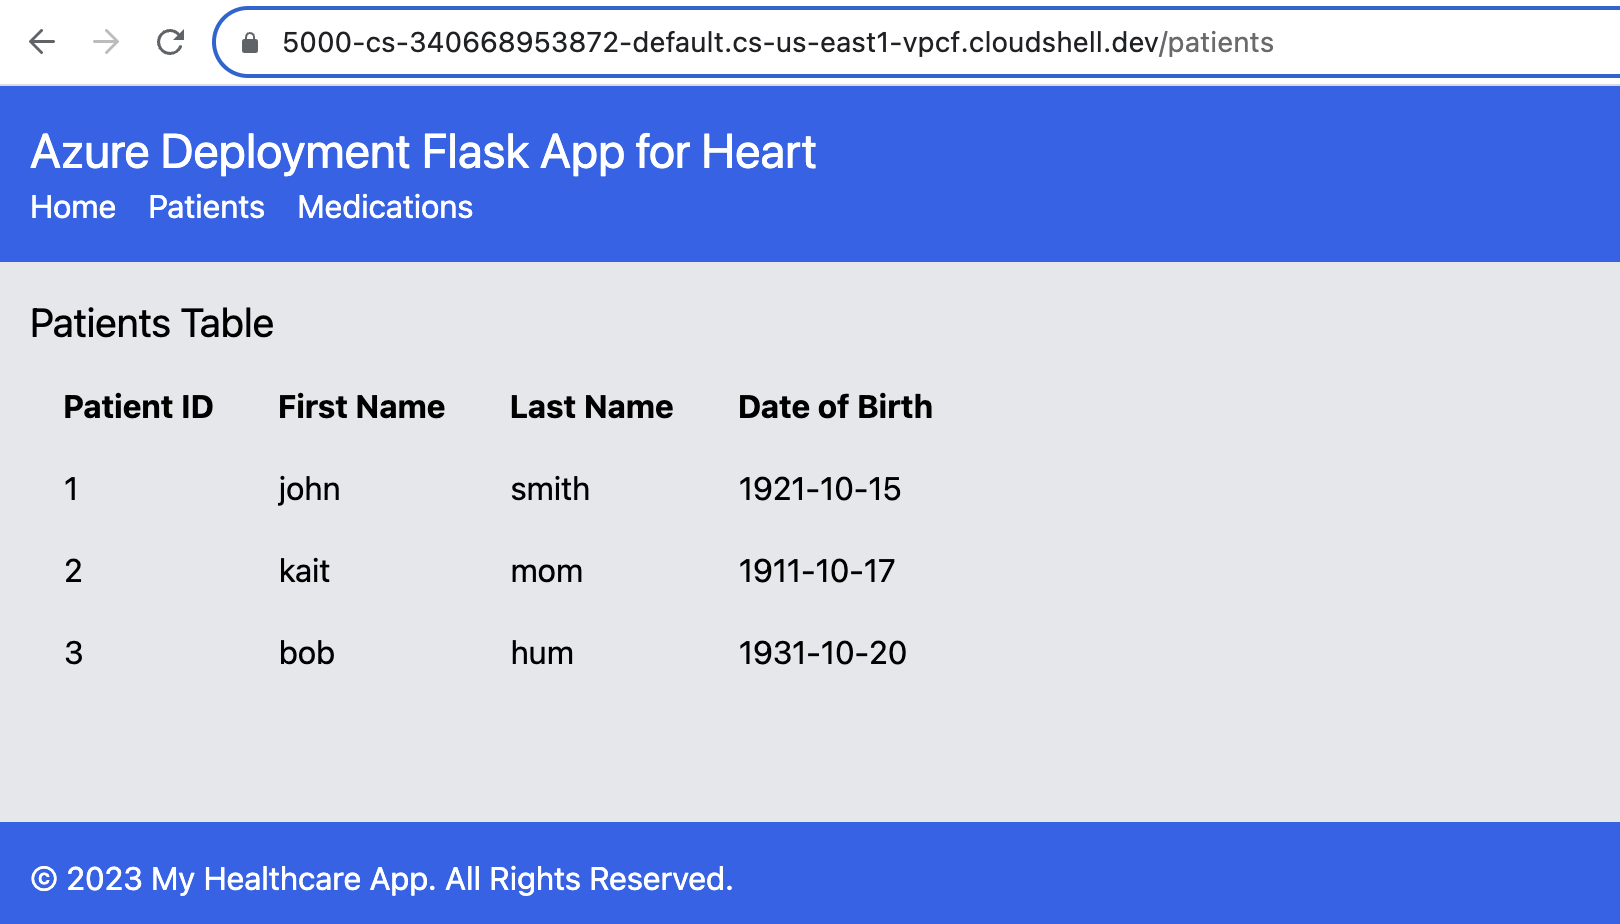 5000-cs-340668953872-default.cs-us-east1-vpcf.cloudshell.dev/patients
Azure Deployment Flask App for Heart
Home Patients Medications
Patients Table
Patient ID First Name Last Name Date of Birth
1 john smith 1921-10-15
2 kait mom 1911-10-17
3 bob hum 1931-10-20
© 2023 My Healthcare App. All Rights Reserved.